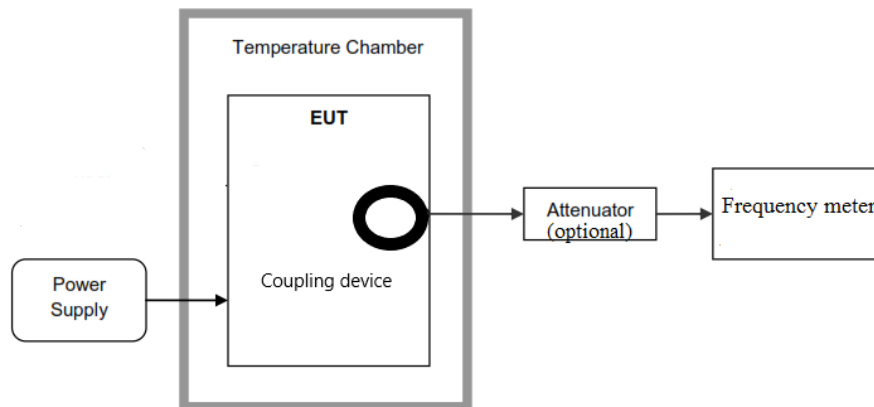 Temperature Chamber
EUT
Coupling device
Power
Supply
Attenuator
(optional)
Frequency meter